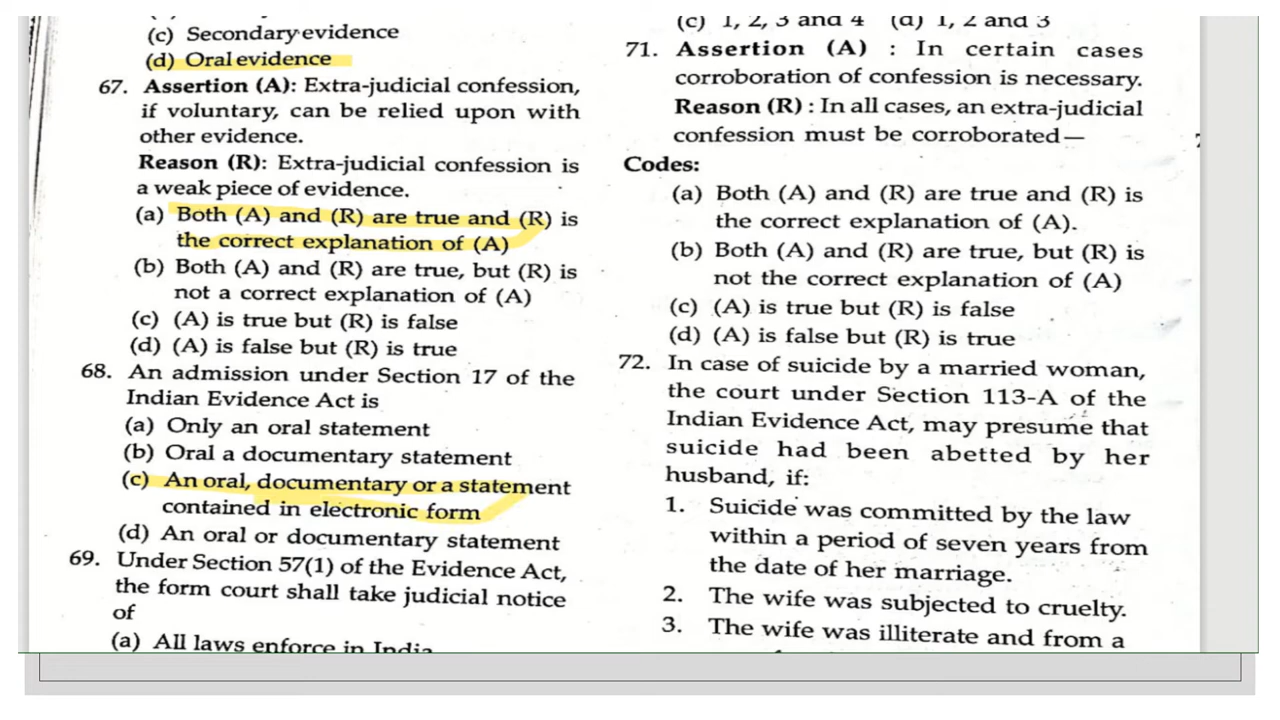 (c) Secondary evidence
(d) Oral evidence
67. Assertion (A): Extra-judicial confession,
if voluntary, can be relied upon with
other evidence.
Reason (R): Extra-judicial confession is
a weak piece of evidence.
(a) Both (A) and (R) are true and (R) is
the correct explanation of (A)
(b) Both (A) and (R) are true, but (R) is
not a correct explanation of (A)
(c) (A) is true but (R) is false
(d) (A) is false but (R) is true
68. An admission under Section 17 of the
Indian Evidence Act is
(a) Only an oral statement
(b) Oral a documentary statement
(c) An oral, documentary or a statement
contained in electronic form
(d) An oral or documentary statement
69. Under Section 57(1) of the Evidence Act,
the form court shall take judicial notice
of
(a) All laws enforce in India
(c) 1, 2, 3 and 4 (d) 1, 2 and 3
71. Assertion (A) : In certain cases
corroboration of confession is necessary.
Reason (R) : In all cases, an extra-judicial
confession must be corroborated—
Codes:
(a) Both (A) and (R) are true and (R) is
the correct explanation of (A).
(b) Both (A) and (R) are true, but (R) is
not the correct explanation of (A)
(c) (A) is true but (R) is false
(d) (A) is false but (R) is true
72. In case of suicide by a married woman,
the court under Section 113-A of the
Indian Evidence Act, may presume that
suicide had been abetted by her
husband, if:
1. Suicide was committed by the law
within a period of seven years from
the date of her marriage.
2. The wife was subjected to cruelty.
3. The wife was illiterate and from a